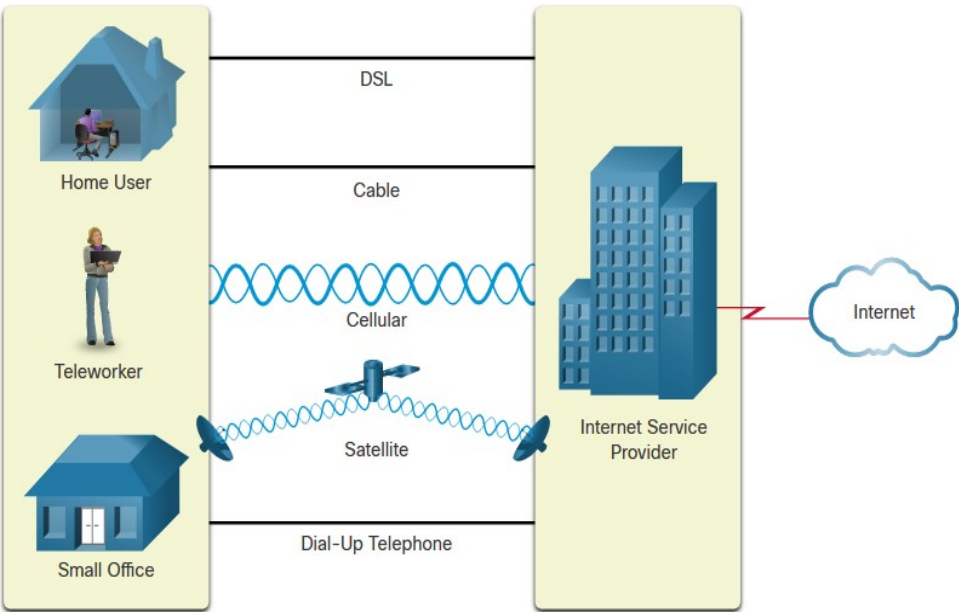 Home User
Teleworker
Small Office
DSL
Cable
Cellular
Satellite
Dial-Up Telephone
Internet Service
Provider
Internet